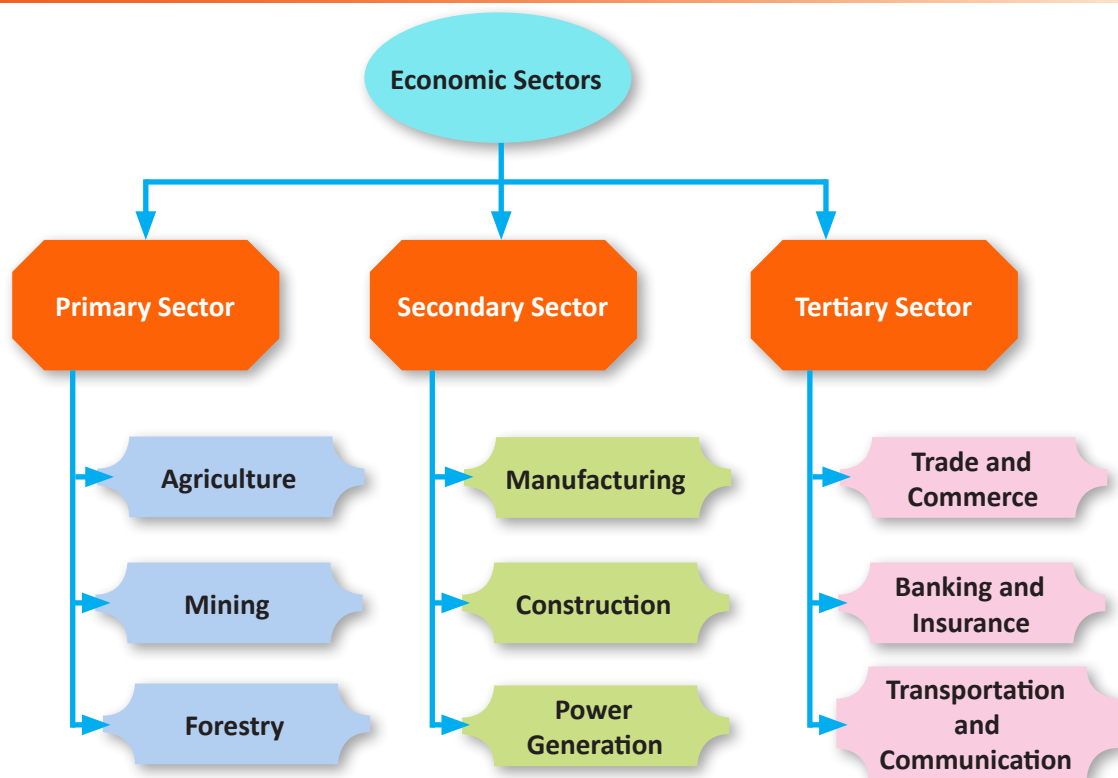 Economic Sectors
Primary Sector
Secondary Sector
Tertiary Sector
Agriculture
Mining
Forestry
Manufacturing
Construction
Power
Generation
Trade and
Commerce
Banking and
Insurance
Transportation
and
Communication